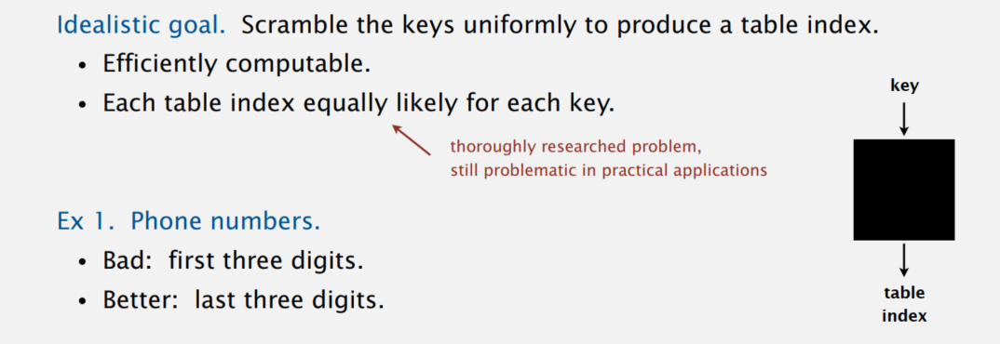 Idealistic goal.  Scramble the keys uniformly to produce a table index.
• Efficiently computable.
• Each table index equally likely for each key.
thoroughly researched problem,
still problematic in practical applications
key
table
index
Ex 1.  Phone numbers.
• Bad:  first three digits.
• Better:  last three digits.